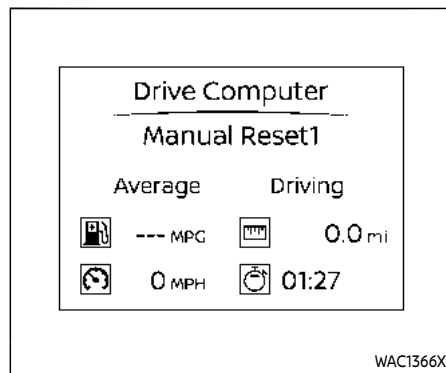 Drive Computer
Manual Reset1
Average Driving
--- MPG 0.0 mi
0 MPH 01:27
WAC1366X